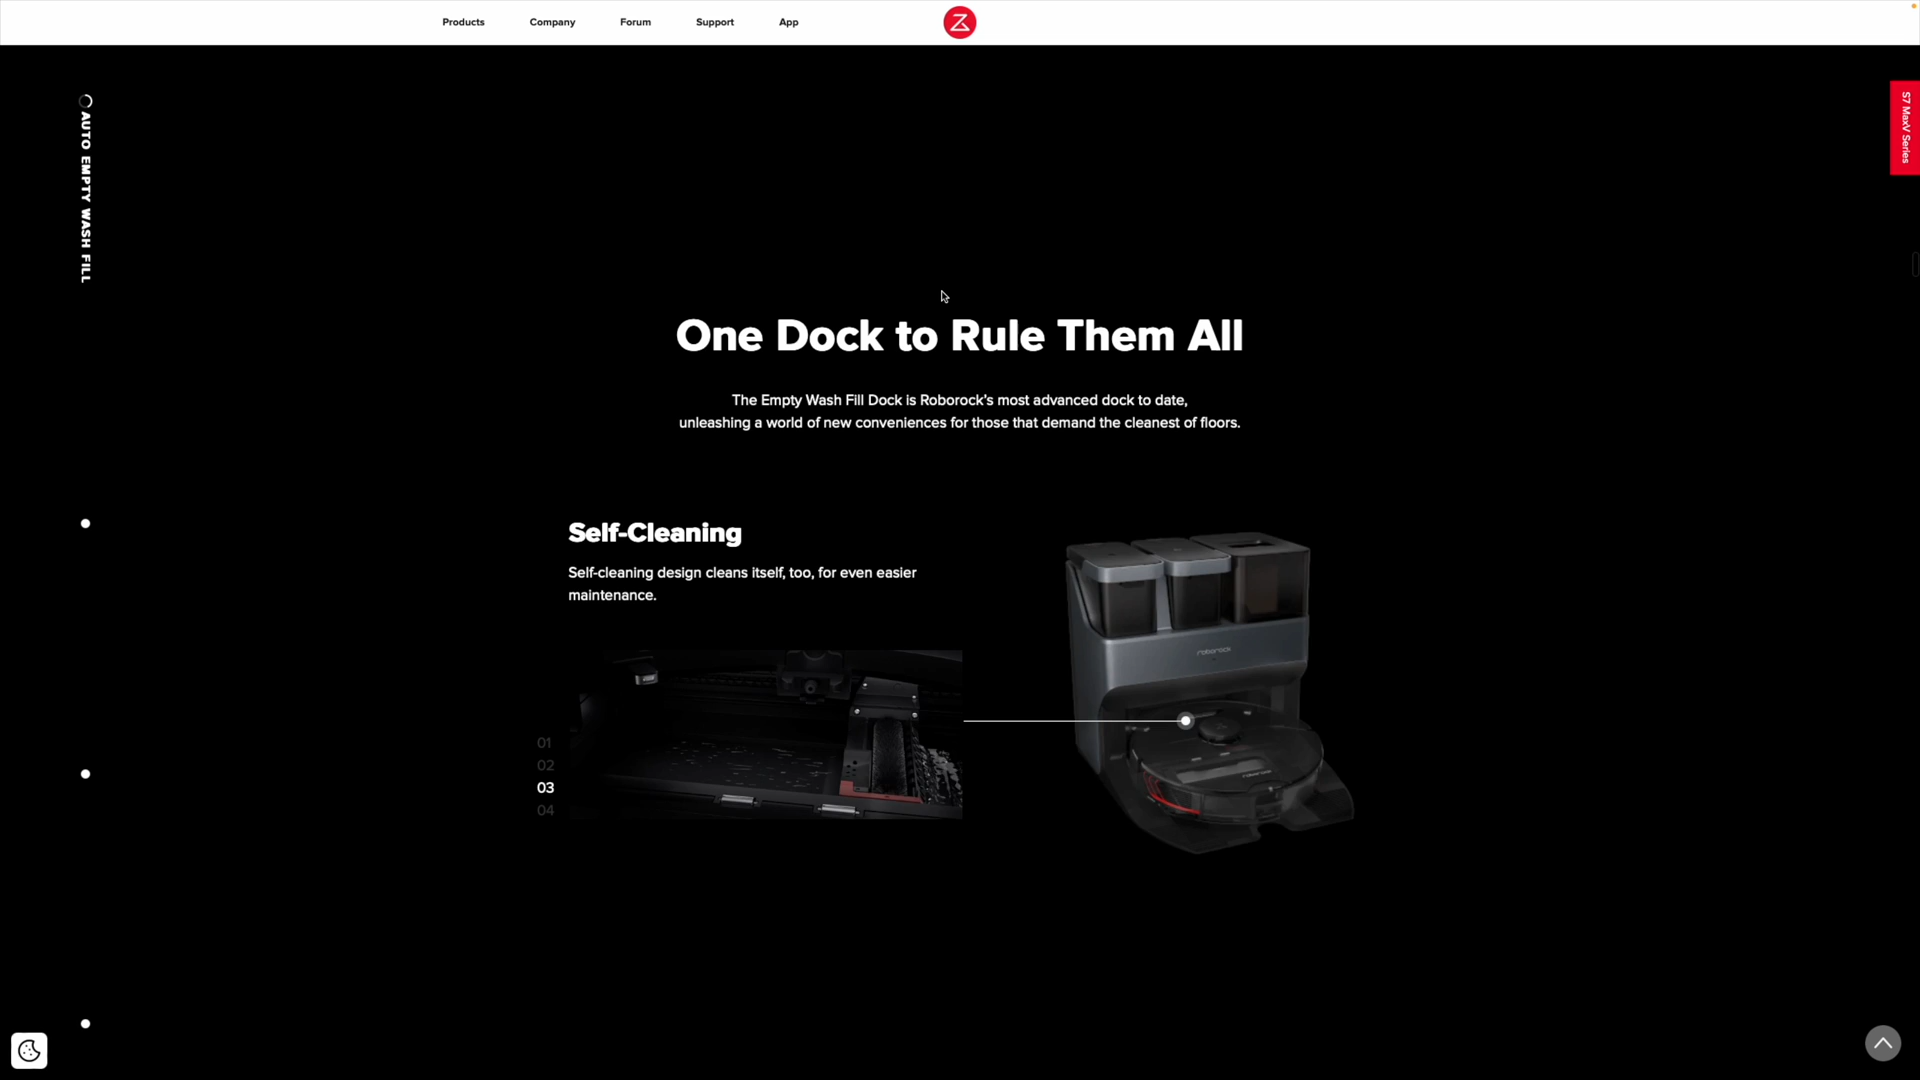 Products
Company
Forum
Support
App
AUTO EMPTY WASH FILL
S7 MaxV Series
One Dock to Rule Them All
The Empty Wash Fill Dock is Roborock’s most advanced dock to date,
unleashing a world of new conveniences for those that demand the cleanest of floors.
Self-Cleaning
Self-cleaning design cleans itself, too, for even easier
maintenance.
01
02
03
04
roborock
roborock